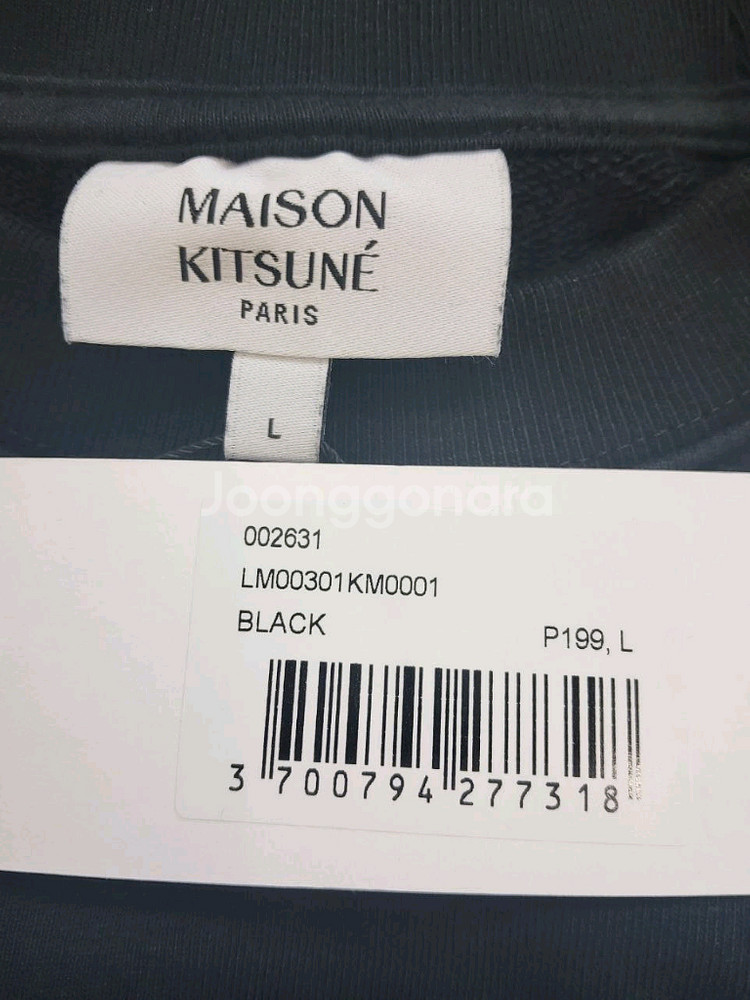 MAISON
KITSUNÉ
PARIS
L
Joonggonara
002631
LM00301KM0001
BLACK
P199, L
3 700794 277318